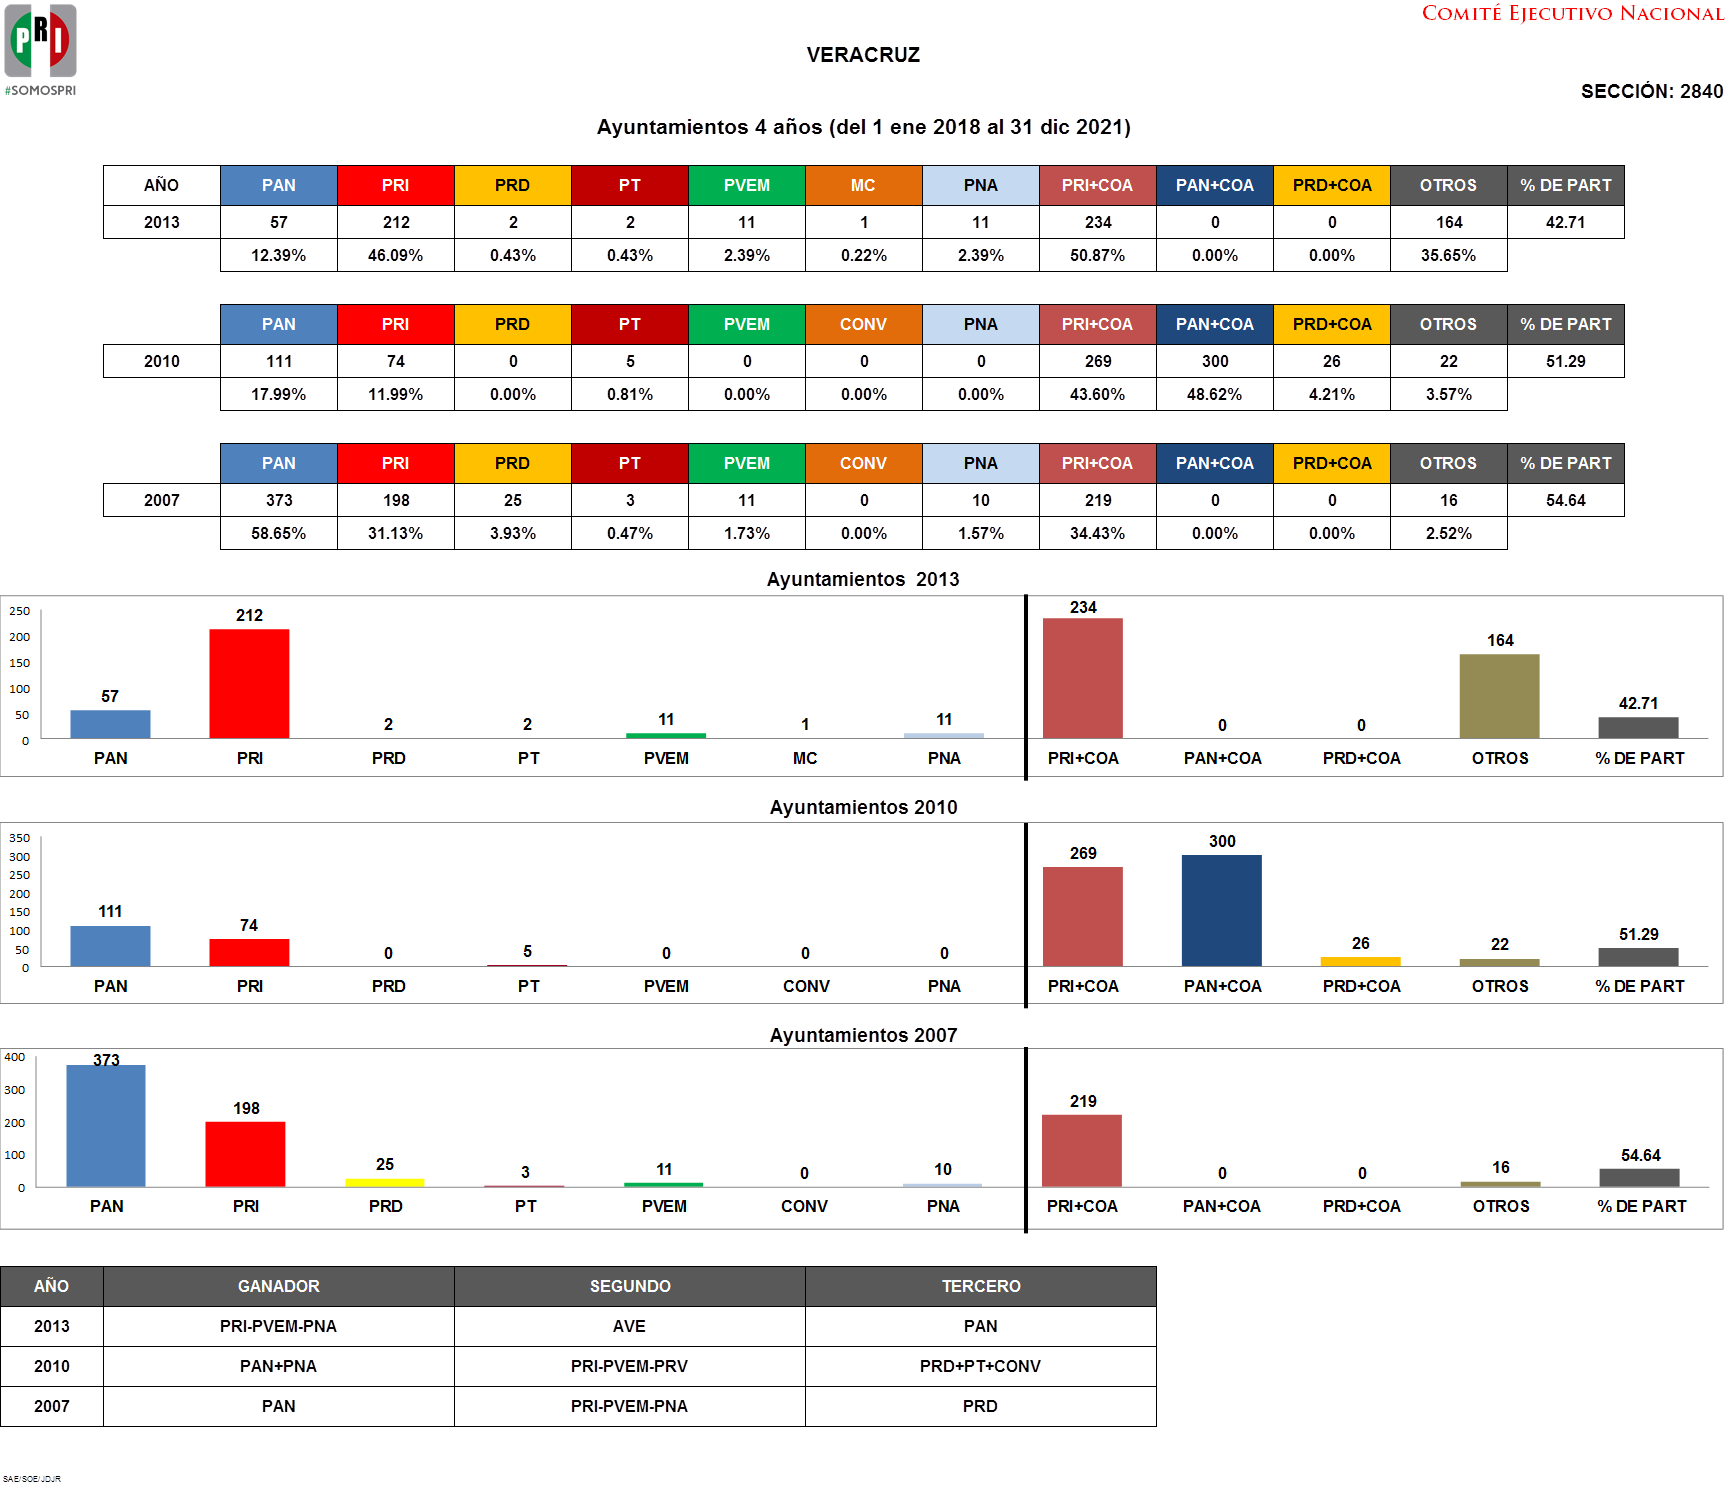 PRI
#SOMOSPRI
COMITÉ EJECUTIVO NACIONAL
VERACRUZ
SECCIÓN: 2840
Ayuntamientos 4 años (del 1 ene 2018 al 31 dic 2021)
AÑO PAN PRI PRD PT PVEM MC PNA PRI+COA PAN+COA PRD+COA OTROS % DE PART
2013 57 212 2 2 11 1 11 234 0 0 164 42.71
12.39% 46.09% 0.43% 0.43% 2.39% 0.22% 2.39% 50.87% 0.00% 0.00% 35.65%
PAN PRI PRD PT PVEM CONV PNA PRI+COA PAN+COA PRD+COA OTROS % DE PART
2010 111 74 0 5 0 0 0 269 300 26 22 51.29
17.99% 11.99% 0.00% 0.81% 0.00% 0.00% 0.00% 43.60% 48.62% 4.21% 3.57%
PAN PRI PRD PT PVEM CONV PNA PRI+COA PAN+COA PRD+COA OTROS % DE PART
2007 373 198 25 3 11 0 10 219 0 0 16 54.64
58.65% 31.13% 3.93% 0.47% 1.73% 0.00% 1.57% 34.43% 0.00% 0.00% 2.52%
Ayuntamientos 2013
250
200
150
100
50
0
57 212 2 2 11 1 11 234 0 0 164 42.71
PAN PRI PRD PT PVEM MC PNA PRI+COA PAN+COA PRD+COA OTROS % DE PART
Ayuntamientos 2010
350
300
250
200
150
100
50
0
111 74 0 5 0 0 0 269 300 26 22 51.29
PAN PRI PRD PT PVEM CONV PNA PRI+COA PAN+COA PRD+COA OTROS % DE PART
Ayuntamientos 2007
400
300
200
100
0
373 198 25 3 11 0 10 219 0 0 16 54.64
PAN PRI PRD PT PVEM CONV PNA PRI+COA PAN+COA PRD+COA OTROS % DE PART
AÑO GANADOR SEGUNDO TERCERO
2013 PRI-PVEM-PNA AVE PAN
2010 PAN+PNA PRI-PVEM-PRV PRD+PT+CONV
2007 PAN PRI-PVEM-PNA PRD
SAE/SOE/JDJR